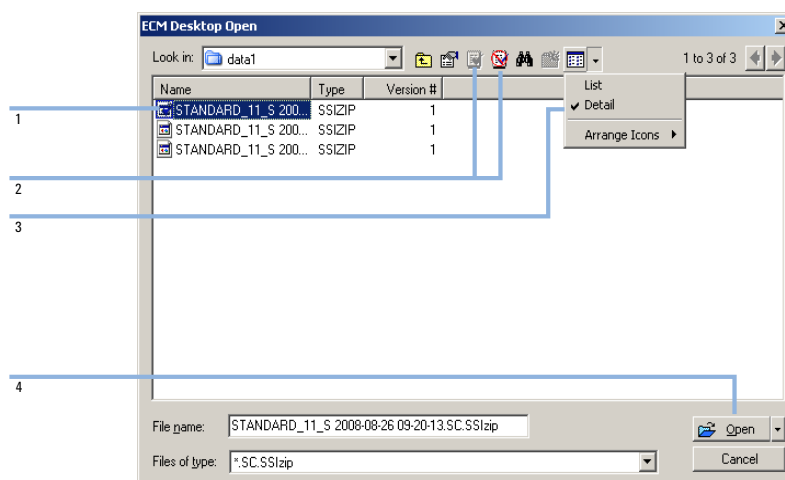 ECM Desktop Open
Look in: data1
1 to 3 of 3
Name Type Version #
STANDARD_11_S 200... SSIZIP 1
STANDARD_11_S 200... SSIZIP 1
STANDARD_11_S 200... SSIZIP 1
List
Detail
Arrange Icons
1
2
3
4
File name: STANDARD_11_S 2008-08-26 09-20-13.SC.SSIzip
Open
Files of type: *.SC.SSIzip
Cancel